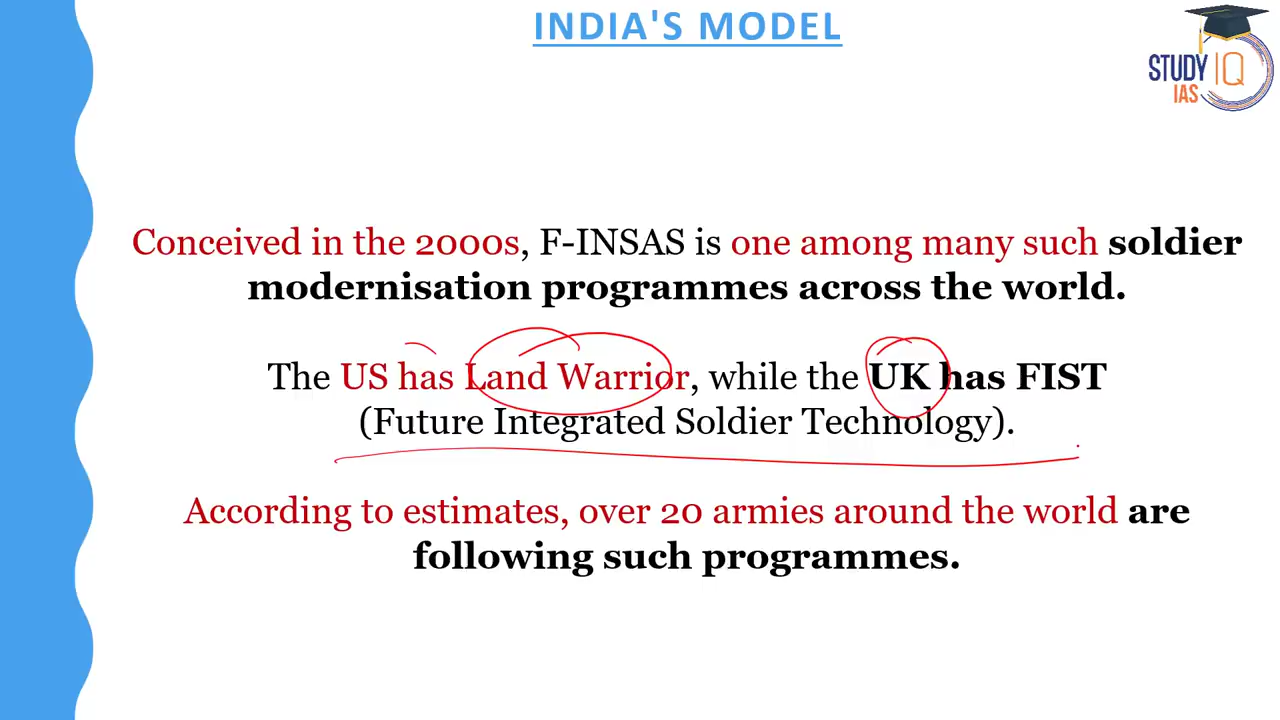 INDIA'S MODEL
STUDY IQ
IAS
Conceived in the 2000s, F-INSAS is one among many such soldier
modernisation programmes across the world.
The US has Land Warrior, while the UK has FIST
(Future Integrated Soldier Technology).
According to estimates, over 20 armies around the world are
following such programmes.